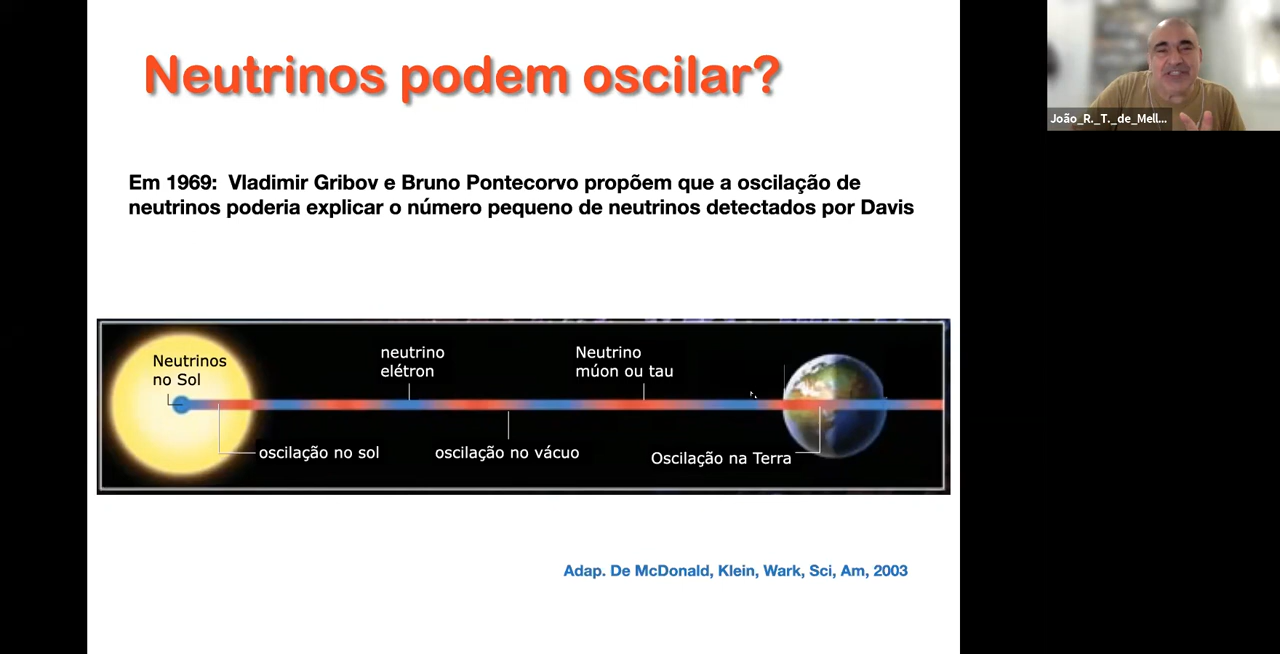 Neutrinos podem oscilar?
João_R._T._de_Mell...
Em 1969: Vladimir Gribov e Bruno Pontecorvo propõem que a oscilação de
neutrinos poderia explicar o número pequeno de neutrinos detectados por Davis
Neutrinos
no Sol
neutrino
elétron
Neutrino
múon ou tau
oscilação no sol
oscilação no vácuo
Oscilação na Terra
Adap. De McDonald, Klein, Wark, Sci, Am, 2003